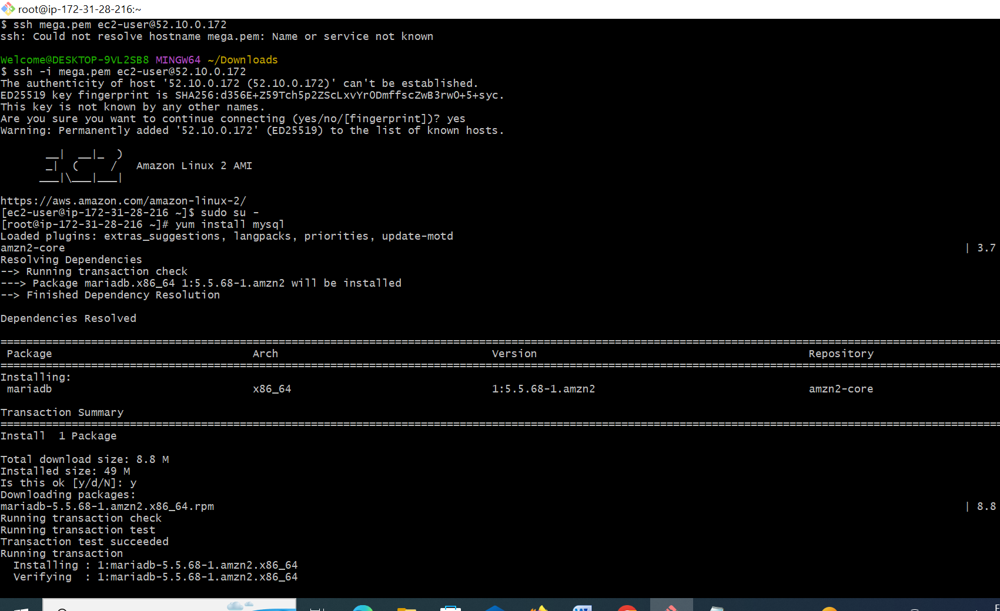 root@ip-172-31-28-216:~
$ ssh mega.pem ec2-user@52.10.0.172
ssh: Could not resolve hostname mega.pem: Name or service not known
Welcome@DESKTOP-9VL2SB8 MINGW64 ~/Downloads
$ ssh -i mega.pem ec2-user@52.10.0.172
The authenticity of host '52.10.0.172 (52.10.0.172)' can't be established.
ED25519 key fingerprint is SHA256:d356E+Z59Tch5p2ZScLxvYrODmffscZwB3rwO+5+syc.
This key is not known by any other names.
Are you sure you want to continue connecting (yes/no/[fingerprint])? yes
Warning: Permanently added '52.10.0.172' (ED25519) to the list of known hosts.
__|  __|_  )
_|  (     /   Amazon Linux 2 AMI
___|\___|___|
https://aws.amazon.com/amazon-linux-2/
[ec2-user@ip-172-31-28-216 ~]$ sudo su -
[root@ip-172-31-28-216 ~]# yum install mysql
Loaded plugins: extras_suggestions, langpacks, priorities, update-motd
amzn2-core | 3.7
Resolving Dependencies
--> Running transaction check
---> Package mariadb.x86_64 1:5.5.68-1.amzn2 will be installed
--> Finished Dependency Resolution
Dependencies Resolved
Package Arch Version Repository
Installing:
mariadb x86_64 1:5.5.68-1.amzn2 amzn2-core
Transaction Summary
Install  1 Package
Total download size: 8.8 M
Installed size: 49 M
Is this ok [y/d/N]: y
Downloading packages:
mariadb-5.5.68-1.amzn2.x86_64.rpm | 8.8
Running transaction check
Running transaction test
Transaction test succeeded
Running transaction
Installing : 1:mariadb-5.5.68-1.amzn2.x86_64
Verifying  : 1:mariadb-5.5.68-1.amzn2.x86_64